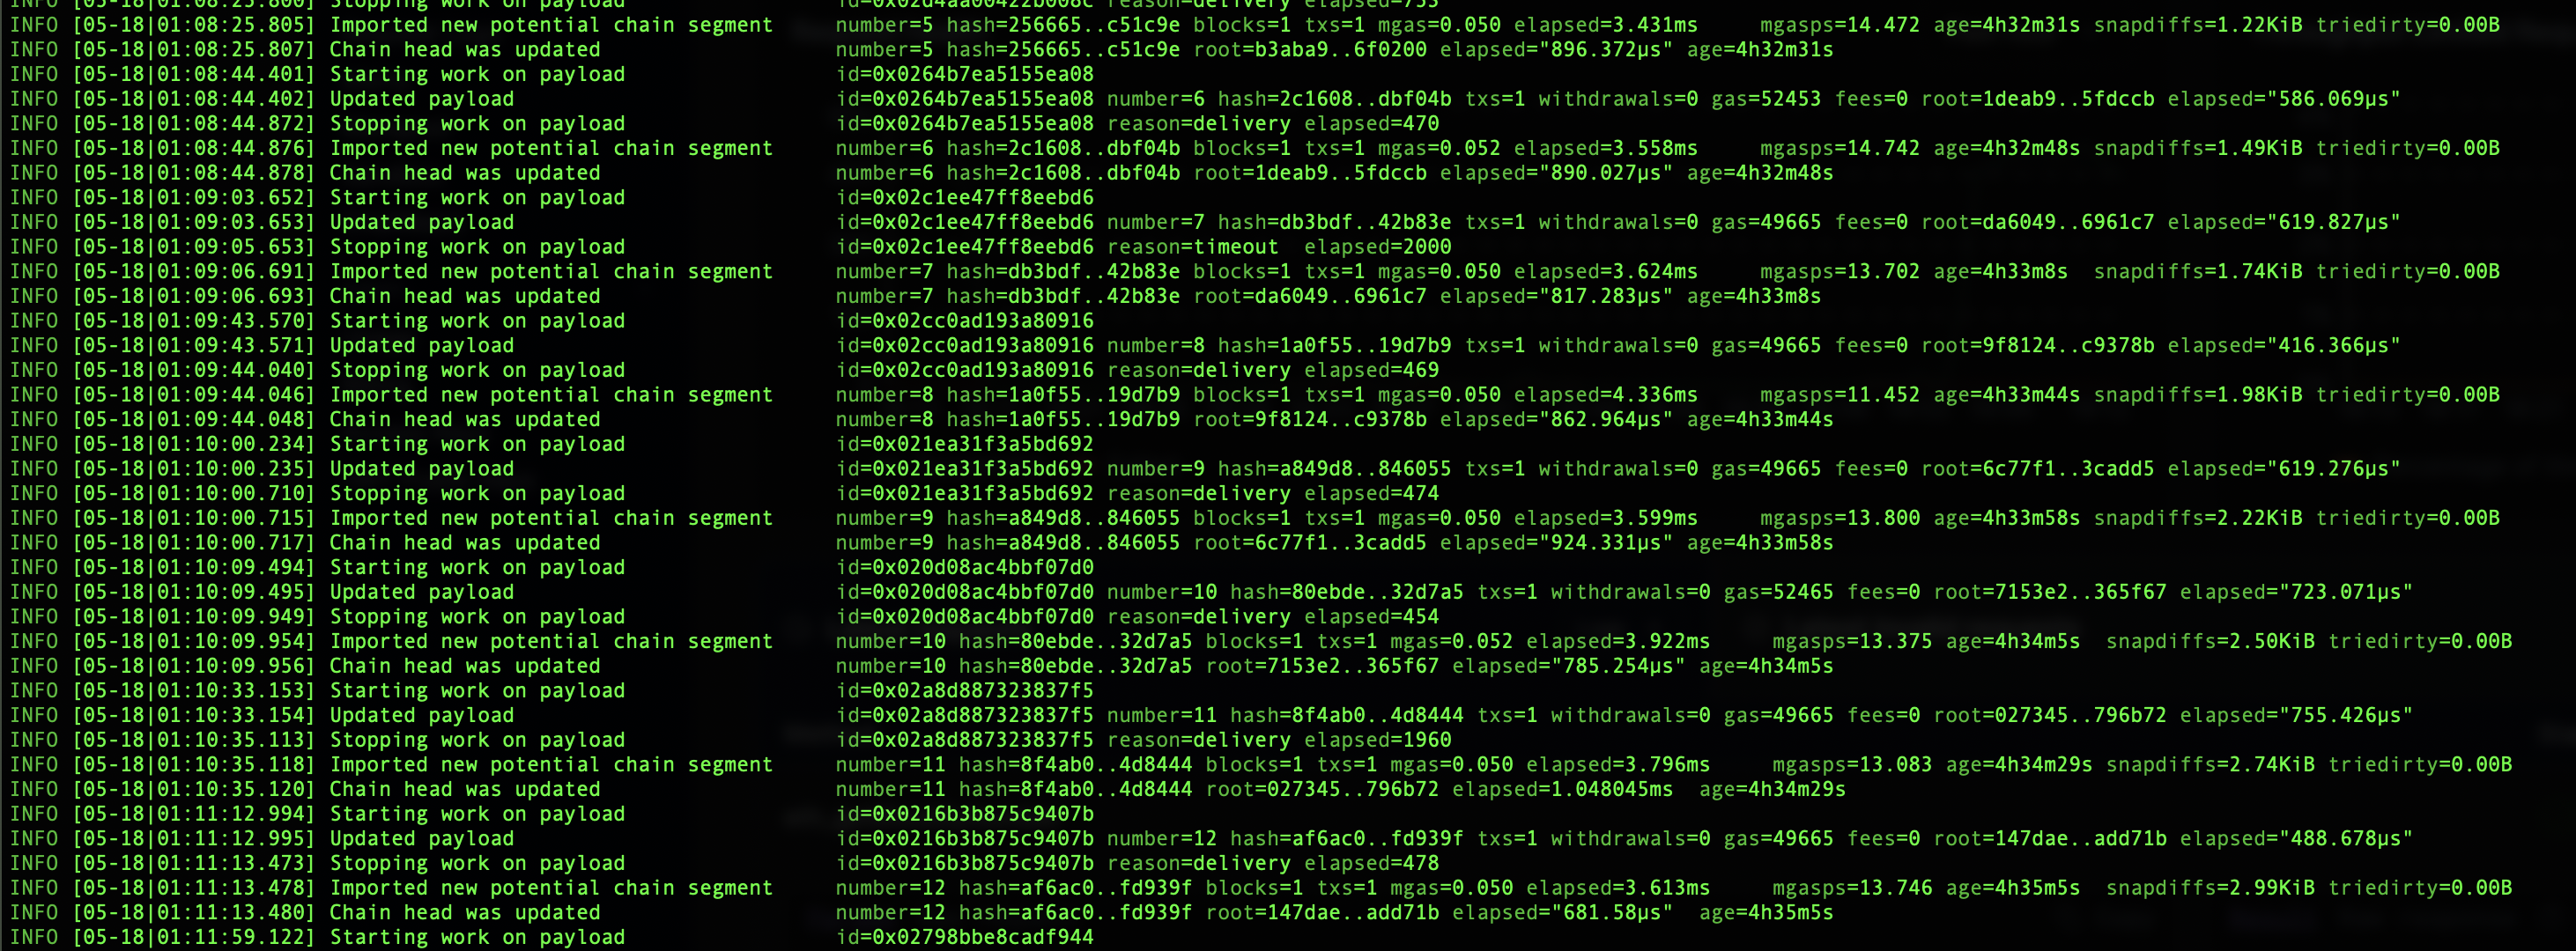 INFO [05-18|01:08:25.800] Stopping work on payload id=0x02d4aa00422b008c reason=delivery elapsed=753
INFO [05-18|01:08:25.805] Imported new potential chain segment number=5 hash=256665..c51c9e blocks=1 txs=1 mgas=0.050 elapsed=3.431ms mgasps=14.472 age=4h32m31s snapdiffs=1.22KiB triedirty=0.00B
INFO [05-18|01:08:25.807] Chain head was updated number=5 hash=256665..c51c9e root=b3aba9..6f0200 elapsed="896.372µs" age=4h32m31s
INFO [05-18|01:08:44.401] Starting work on payload id=0x0264b7ea5155ea08
INFO [05-18|01:08:44.402] Updated payload id=0x0264b7ea5155ea08 number=6 hash=2c1608..dbf04b txs=1 withdrawals=0 gas=52453 fees=0 root=1deab9..5fdccb elapsed="586.069µs"
INFO [05-18|01:08:44.872] Stopping work on payload id=0x0264b7ea5155ea08 reason=delivery elapsed=470
INFO [05-18|01:08:44.876] Imported new potential chain segment number=6 hash=2c1608..dbf04b blocks=1 txs=1 mgas=0.052 elapsed=3.558ms mgasps=14.742 age=4h32m48s snapdiffs=1.49KiB triedirty=0.00B
INFO [05-18|01:08:44.878] Chain head was updated number=6 hash=2c1608..dbf04b root=1deab9..5fdccb elapsed="890.027µs" age=4h32m48s
INFO [05-18|01:09:03.652] Starting work on payload id=0x02c1ee47ff8eebd6
INFO [05-18|01:09:03.653] Updated payload id=0x02c1ee47ff8eebd6 number=7 hash=db3bdf..42b83e txs=1 withdrawals=0 gas=49665 fees=0 root=da6049..6961c7 elapsed="619.827µs"
INFO [05-18|01:09:05.653] Stopping work on payload id=0x02c1ee47ff8eebd6 reason=timeout elapsed=2000
INFO [05-18|01:09:06.691] Imported new potential chain segment number=7 hash=db3bdf..42b83e blocks=1 txs=1 mgas=0.050 elapsed=3.624ms mgasps=13.702 age=4h33m8s snapdiffs=1.74KiB triedirty=0.00B
INFO [05-18|01:09:06.693] Chain head was updated number=7 hash=db3bdf..42b83e root=da6049..6961c7 elapsed="817.283µs" age=4h33m8s
INFO [05-18|01:09:43.570] Starting work on payload id=0x02cc0ad193a80916
INFO [05-18|01:09:43.571] Updated payload id=0x02cc0ad193a80916 number=8 hash=1a0f55..19d7b9 txs=1 withdrawals=0 gas=49665 fees=0 root=9f8124..c9378b elapsed="416.366µs"
INFO [05-18|01:09:44.040] Stopping work on payload id=0x02cc0ad193a80916 reason=delivery elapsed=469
INFO [05-18|01:09:44.046] Imported new potential chain segment number=8 hash=1a0f55..19d7b9 blocks=1 txs=1 mgas=0.050 elapsed=4.336ms mgasps=11.452 age=4h33m44s snapdiffs=1.98KiB triedirty=0.00B
INFO [05-18|01:09:44.048] Chain head was updated number=8 hash=1a0f55..19d7b9 root=9f8124..c9378b elapsed="862.964µs" age=4h33m44s
INFO [05-18|01:10:00.234] Starting work on payload id=0x021ea31f3a5bd692
INFO [05-18|01:10:00.235] Updated payload id=0x021ea31f3a5bd692 number=9 hash=a849d8..846055 txs=1 withdrawals=0 gas=49665 fees=0 root=6c77f1..3cadd5 elapsed="619.276µs"
INFO [05-18|01:10:00.710] Stopping work on payload id=0x021ea31f3a5bd692 reason=delivery elapsed=474
INFO [05-18|01:10:00.715] Imported new potential chain segment number=9 hash=a849d8..846055 blocks=1 txs=1 mgas=0.050 elapsed=3.599ms mgasps=13.800 age=4h33m58s snapdiffs=2.22KiB triedirty=0.00B
INFO [05-18|01:10:00.717] Chain head was updated number=9 hash=a849d8..846055 root=6c77f1..3cadd5 elapsed="924.331µs" age=4h33m58s
INFO [05-18|01:10:09.494] Starting work on payload id=0x020d08ac4bbf07d0
INFO [05-18|01:10:09.495] Updated payload id=0x020d08ac4bbf07d0 number=10 hash=80ebde..32d7a5 txs=1 withdrawals=0 gas=52465 fees=0 root=7153e2..365f67 elapsed="723.071µs"
INFO [05-18|01:10:09.949] Stopping work on payload id=0x020d08ac4bbf07d0 reason=delivery elapsed=454
INFO [05-18|01:10:09.954] Imported new potential chain segment number=10 hash=80ebde..32d7a5 blocks=1 txs=1 mgas=0.052 elapsed=3.922ms mgasps=13.375 age=4h34m5s snapdiffs=2.50KiB triedirty=0.00B
INFO [05-18|01:10:09.956] Chain head was updated number=10 hash=80ebde..32d7a5 root=7153e2..365f67 elapsed="785.254µs" age=4h34m5s
INFO [05-18|01:10:33.153] Starting work on payload id=0x02a8d887323837f5
INFO [05-18|01:10:33.154] Updated payload id=0x02a8d887323837f5 number=11 hash=8f4ab0..4d8444 txs=1 withdrawals=0 gas=49665 fees=0 root=027345..796b72 elapsed="755.426µs"
INFO [05-18|01:10:35.113] Stopping work on payload id=0x02a8d887323837f5 reason=delivery elapsed=1960
INFO [05-18|01:10:35.118] Imported new potential chain segment number=11 hash=8f4ab0..4d8444 blocks=1 txs=1 mgas=0.050 elapsed=3.796ms mgasps=13.083 age=4h34m29s snapdiffs=2.74KiB triedirty=0.00B
INFO [05-18|01:10:35.120] Chain head was updated number=11 hash=8f4ab0..4d8444 root=027345..796b72 elapsed=1.048045ms age=4h34m29s
INFO [05-18|01:11:12.994] Starting work on payload id=0x0216b3b875c9407b
INFO [05-18|01:11:12.995] Updated payload id=0x0216b3b875c9407b number=12 hash=af6ac0..fd939f txs=1 withdrawals=0 gas=49665 fees=0 root=147dae..add71b elapsed="488.678µs"
INFO [05-18|01:11:13.473] Stopping work on payload id=0x0216b3b875c9407b reason=delivery elapsed=478
INFO [05-18|01:11:13.478] Imported new potential chain segment number=12 hash=af6ac0..fd939f blocks=1 txs=1 mgas=0.050 elapsed=3.613ms mgasps=13.746 age=4h35m5s snapdiffs=2.99KiB triedirty=0.00B
INFO [05-18|01:11:13.480] Chain head was updated number=12 hash=af6ac0..fd939f root=147dae..add71b elapsed="681.58µs" age=4h35m5s
INFO [05-18|01:11:59.122] Starting work on payload id=0x02798bbe8cadf944